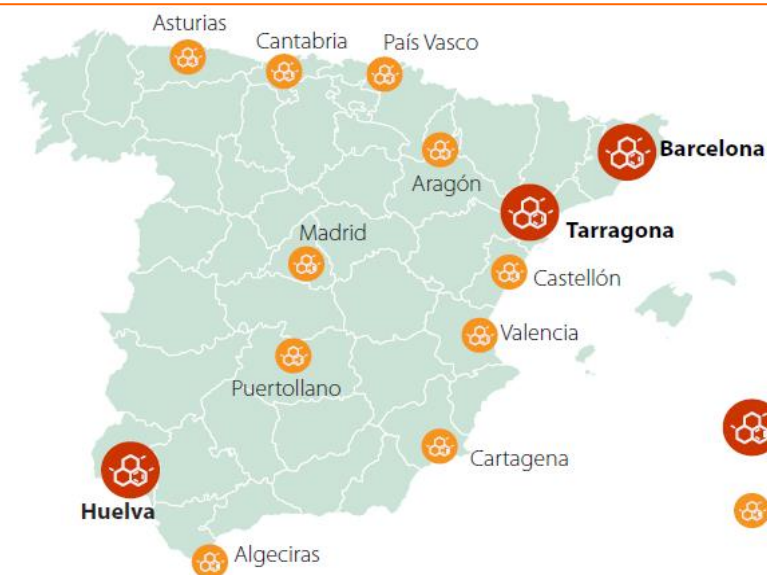 Asturias
Cantabria
País Vasco
Barcelona
Aragón
Tarragona
Madrid
Castellón
Valencia
Puertollano
Cartagena
Huelva
Algeciras